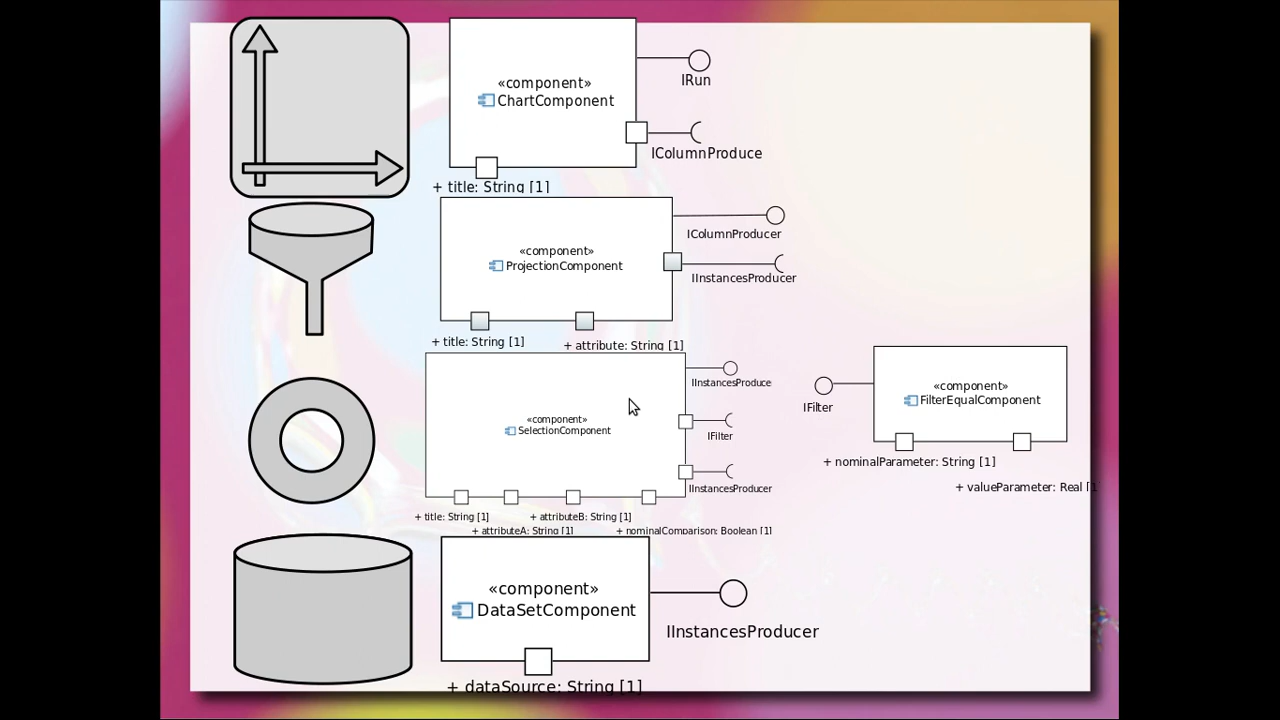 «component»
ChartComponent
IRun
IColumnProduce
+ title: String [1]
«component»
ProjectionComponent
IColumnProducer
IInstancesProducer
+ title: String [1]
+ attribute: String [1]
«component»
SelectionComponent
IInstancesProduce
IFilter
IInstancesProducer
+ title: String [1]
+ attributeB: String [1]
+ attributeA: String [1]
+ nominalComparison: Boolean [1]
IFilter
«component»
FilterEqualComponent
+ nominalParameter: String [1]
+ valueParameter: Real [1
«component»
DataSetComponent
IInstancesProducer
+ dataSource: String [1]